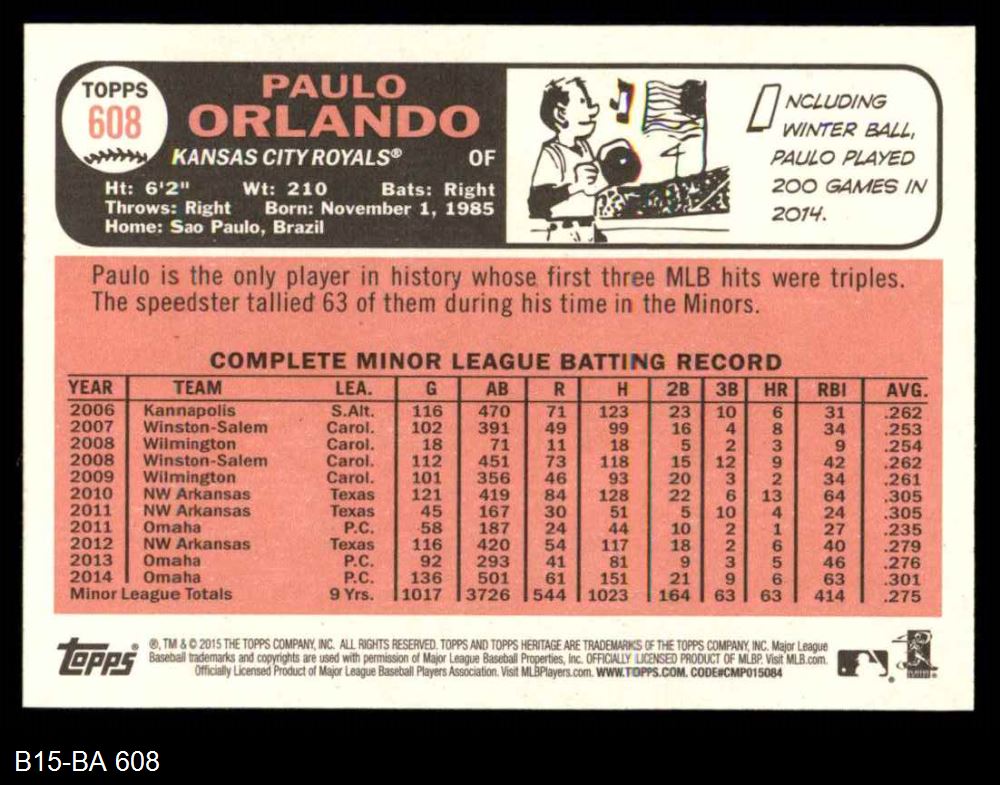 TOPPS
608
PAULO
ORLANDO
KANSAS CITY ROYALS® OF
Ht: 6'2" Wt: 210 Bats: Right
Throws: Right Born: November 1, 1985
Home: Sao Paulo, Brazil
INCLUDING
WINTER BALL,
PAULO PLAYED
200 GAMES IN
2014.
Paulo is the only player in history whose first three MLB hits were triples.
The speedster tallied 63 of them during his time in the Minors.
COMPLETE MINOR LEAGUE BATTING RECORD
YEAR TEAM LEA. G AB R H 2B 3B HR RBI AVG.
2006 Kannapolis S.Alt. 116 470 71 123 23 10 6 31 .262
2007 Winston-Salem Carol. 102 391 49 99 16 4 8 34 .253
2008 Wilmington Carol. 18 71 11 18 5 2 3 9 .254
2008 Winston-Salem Carol. 112 451 73 118 15 12 9 42 .262
2009 Wilmington Carol. 101 356 46 93 20 3 2 34 .261
2010 NW Arkansas Texas 121 419 84 128 22 6 13 64 .305
2011 NW Arkansas Texas 45 167 30 51 5 10 4 24 .305
2011 Omaha P.C. 58 187 24 44 10 2 1 27 .235
2012 NW Arkansas Texas 116 420 54 117 18 2 6 40 .279
2013 Omaha P.C. 92 293 41 81 9 3 5 46 .276
2014 Omaha P.C. 136 501 61 151 21 9 6 63 .301
Minor League Totals 9 Yrs. 1017 3726 544 1023 164 63 63 414 .275
Topps®
®, TM & © 2015 THE TOPPS COMPANY, INC. ALL RIGHTS RESERVED. TOPPS AND TOPPS HERITAGE ARE TRADEMARKS OF THE TOPPS COMPANY, INC. Major League
Baseball trademarks and copyrights are used with permission of Major League Baseball Properties, Inc. OFFICIALLY LICENSED PRODUCT OF MLBP. Visit MLB.com.
Officially Licensed Product of Major League Baseball Players Association. Visit MLBPlayers.com. WWW.TOPPS.COM. CODE#CMP015084
B15-BA 608